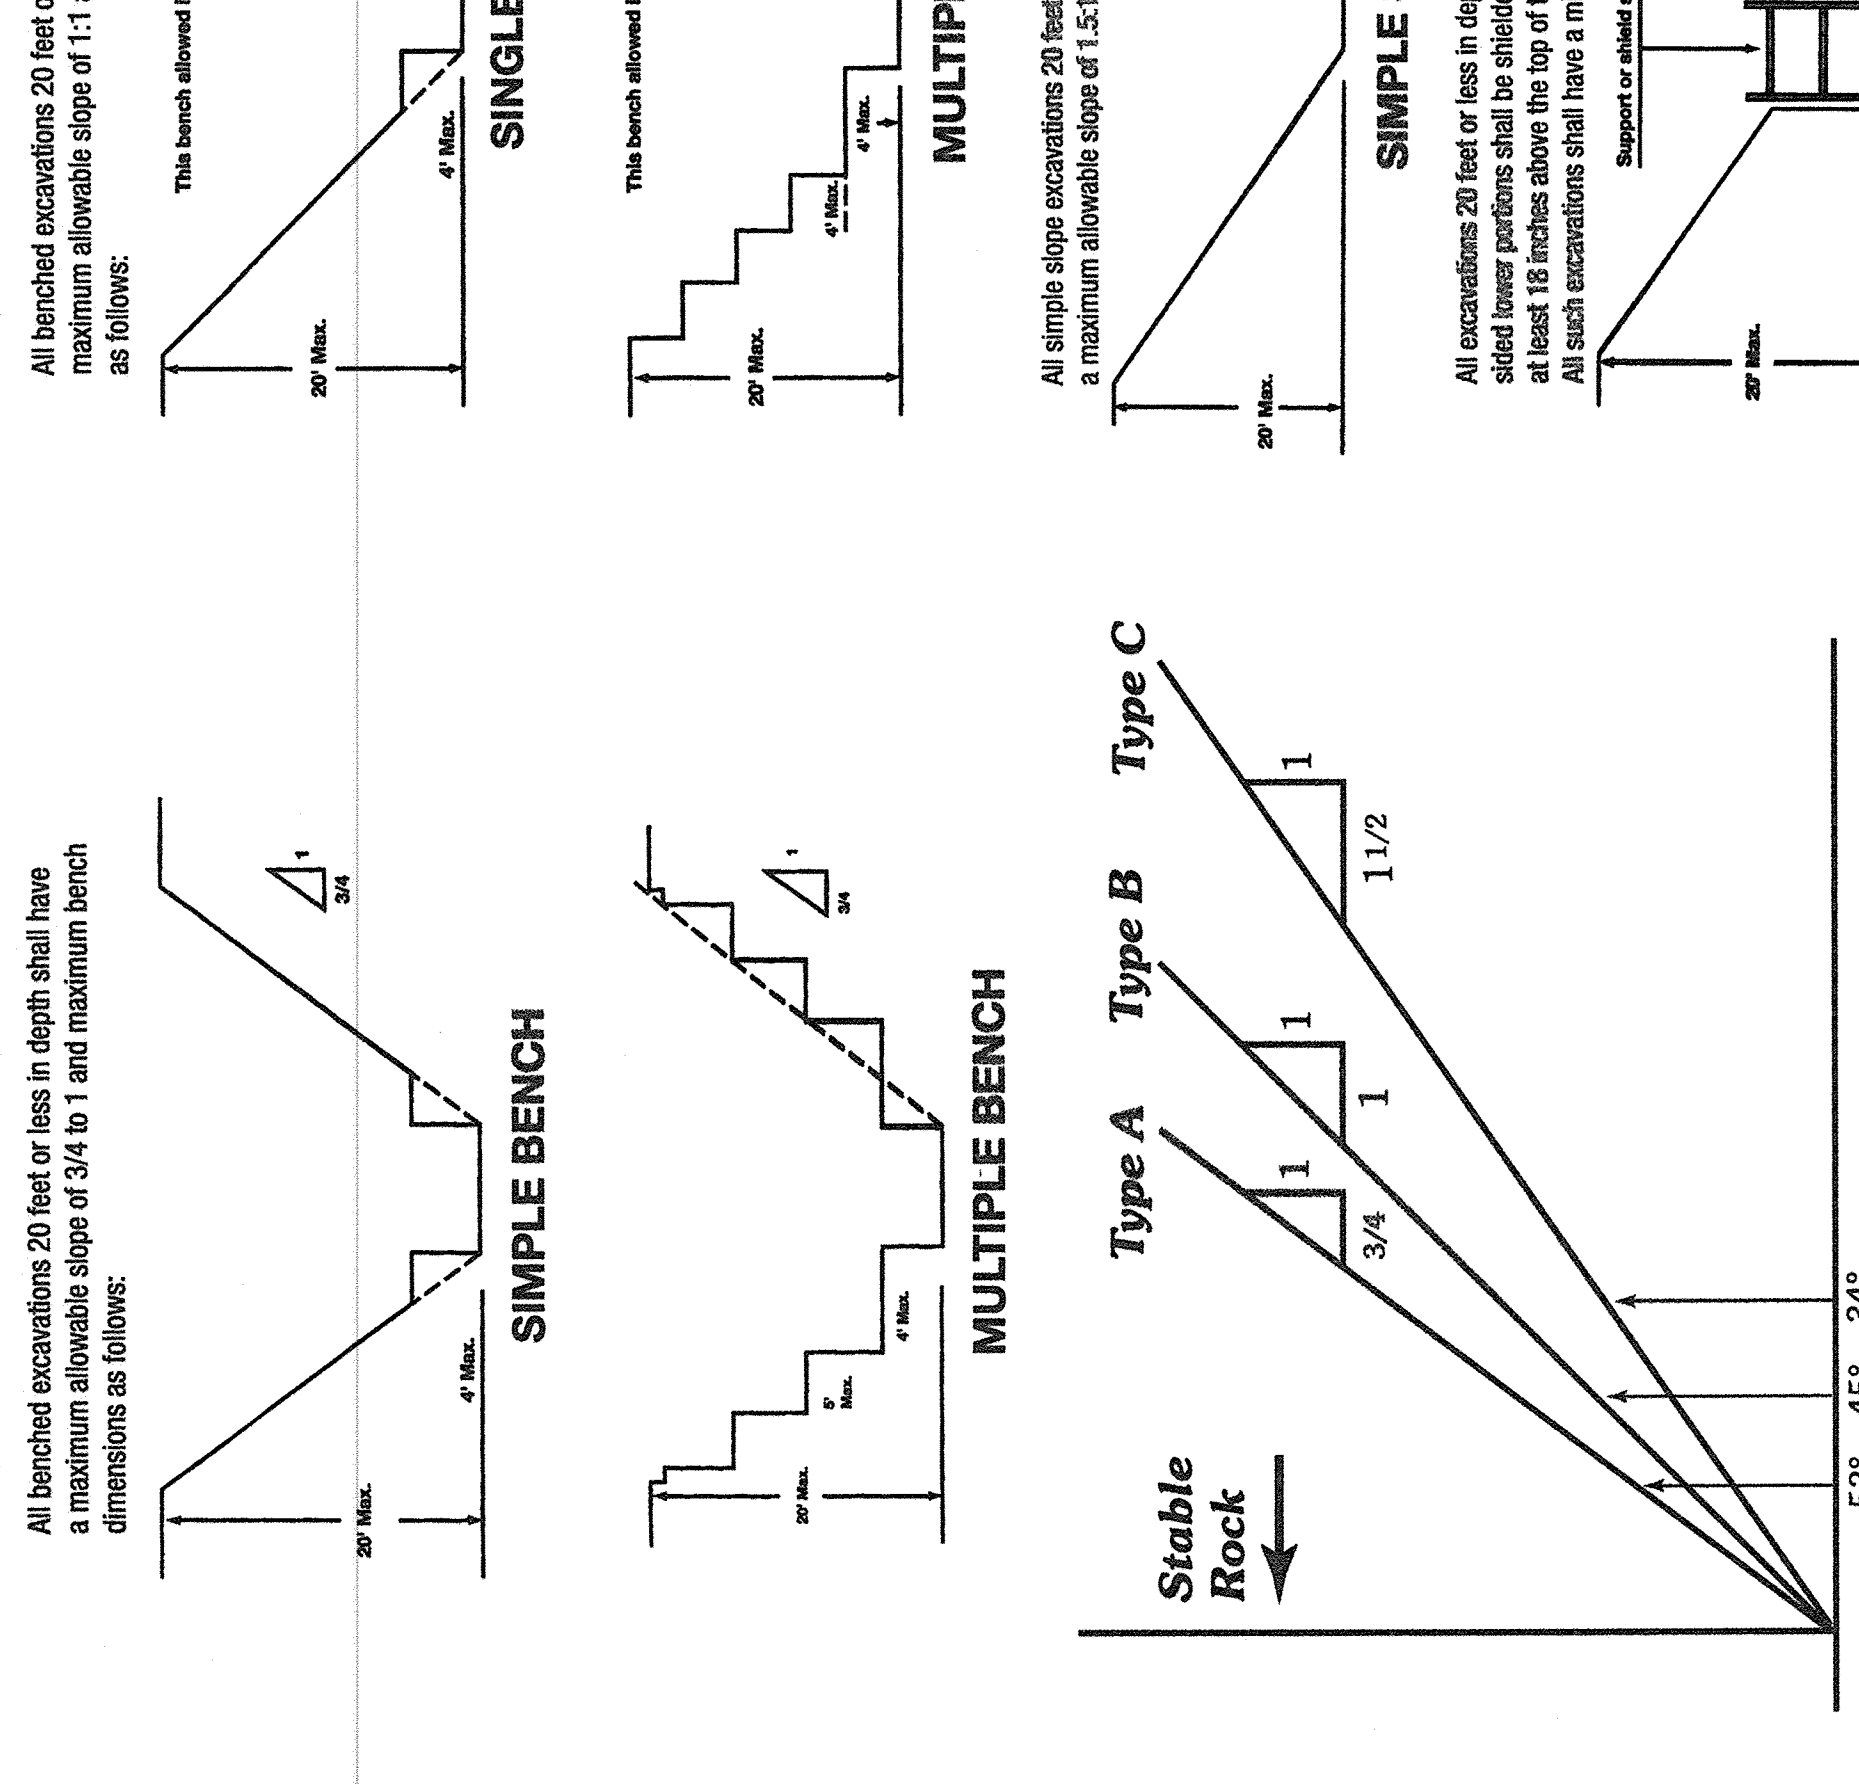 All benched excavations 20 feet or less in depth shall have
a maximum allowable slope of 3/4 to 1 and maximum bench
dimensions as follows:
1
3/4
20' Max.
4' Max.
SIMPLE BENCH
1
3/4
20' Max.
5'
Max.
4' Max.
MULTIPLE BENCH
Type A
Type B
Type C
Stable
Rock
1
1
1
3/4
1
1 1/2
53°
45°
34°
All benched excavations 20 feet
maximum allowable slope of 1:1
as follows:
This bench allowed
20' Max.
4' Max.
SINGLE
This bench allowed
20' Max.
4' Max.
4' Max.
All simple slope excavations 20 feet
a maximum allowable slope of 1.5:1
20' Max.
SIMPLE
All excavations 20 feet or less in
sided lower portions shall be
at least 18 inches above the top of
All such excavations shall have a
Support or shield
20' Max.